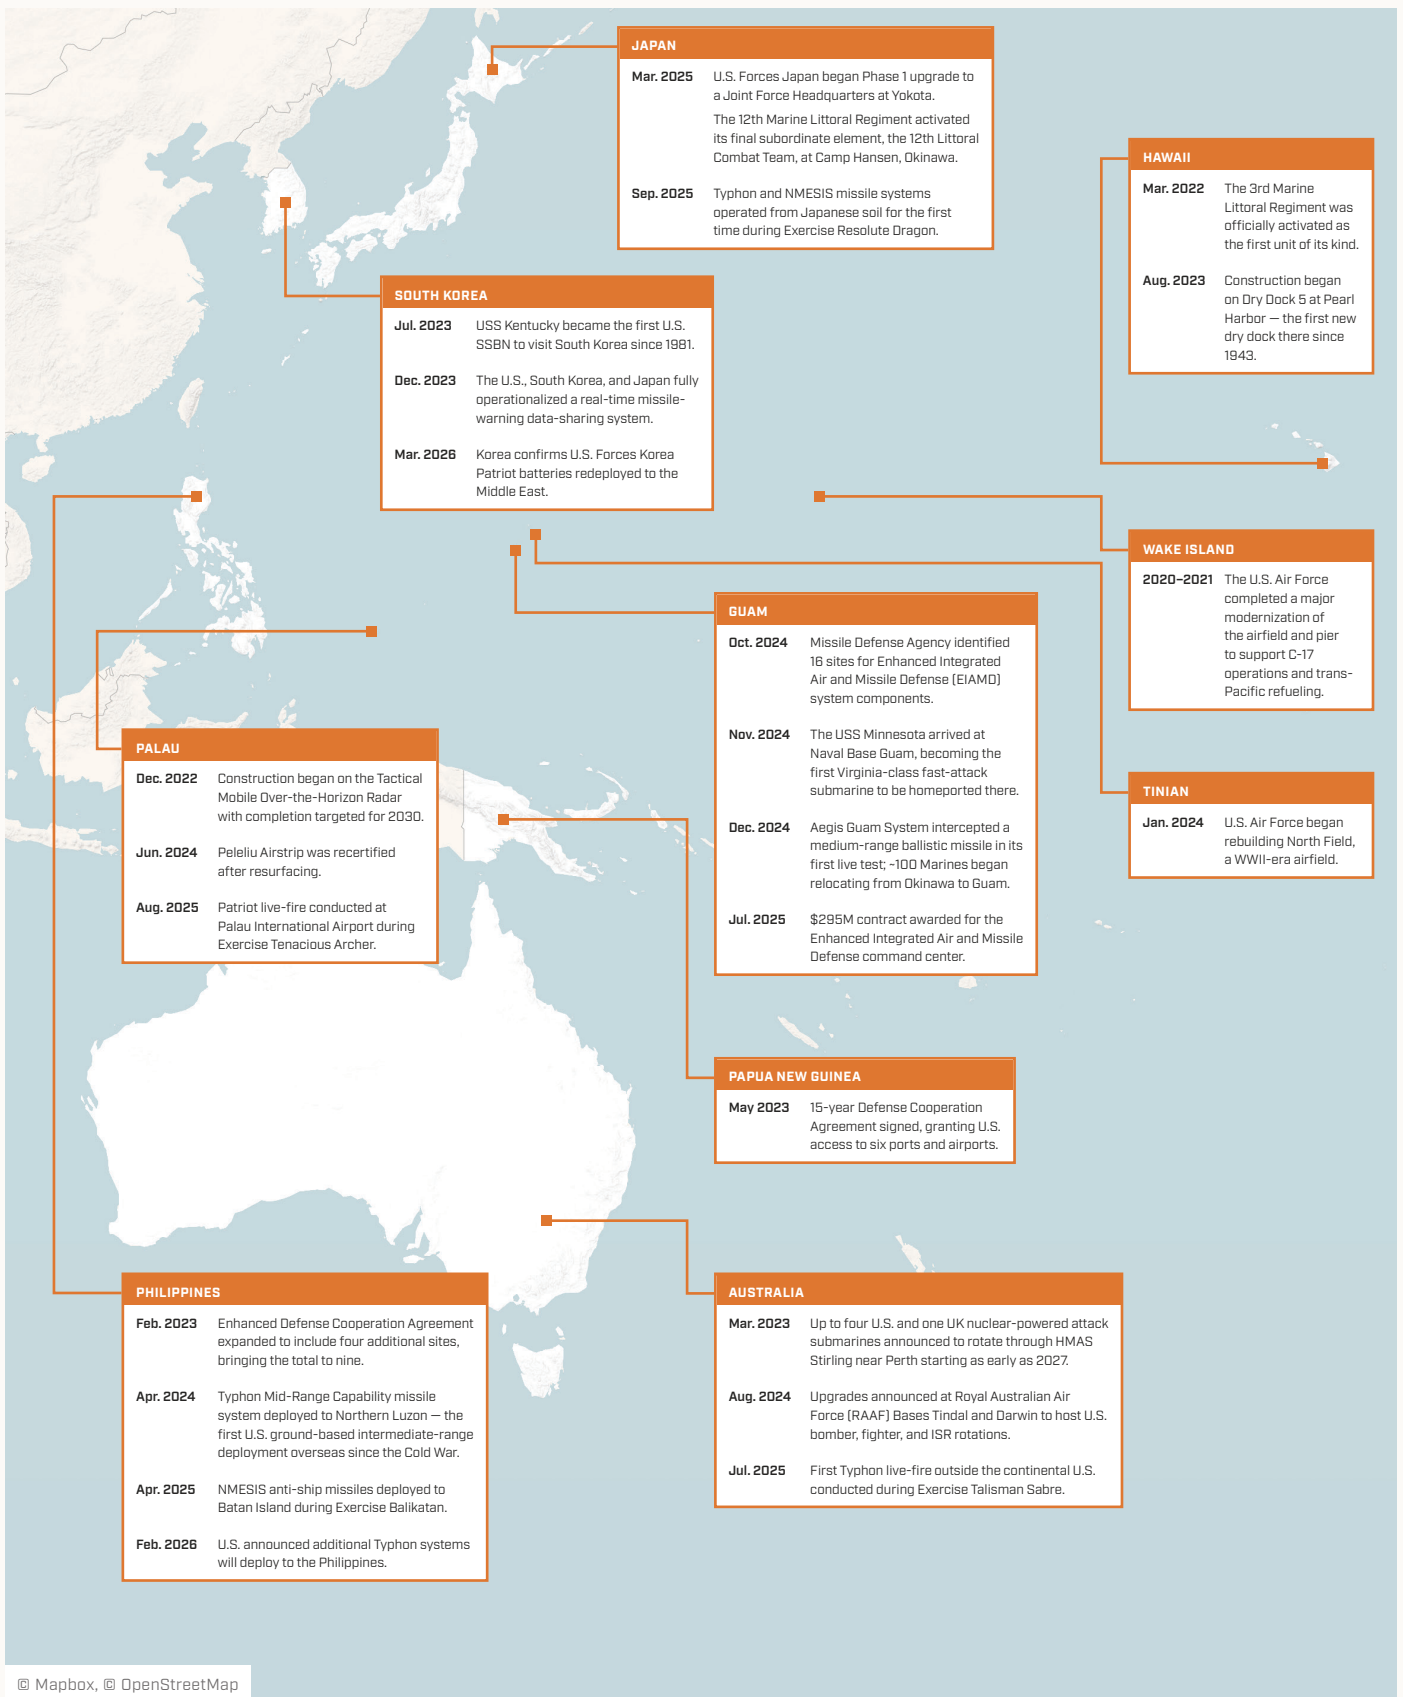 JAPAN
Mar. 2025 U.S. Forces Japan began Phase 1 upgrade to
a Joint Force Headquarters at Yokota.
The 12th Marine Littoral Regiment activated
its final subordinate element, the 12th Littoral
Combat Team, at Camp Hansen, Okinawa.
Sep. 2025 Typhon and NMESIS missile systems
operated from Japanese soil for the first
time during Exercise Resolute Dragon.
HAWAII
Mar. 2022 The 3rd Marine
Littoral Regiment was
officially activated as
the first unit of its kind.
Aug. 2023 Construction began
on Dry Dock 5 at Pearl
Harbor — the first new
dry dock there since
1943.
SOUTH KOREA
Jul. 2023 USS Kentucky became the first U.S.
SSBN to visit South Korea since 1981.
Dec. 2023 The U.S., South Korea, and Japan fully
operationalized a real-time missile-
warning data-sharing system.
Mar. 2026 Korea confirms U.S. Forces Korea
Patriot batteries redeployed to the
Middle East.
WAKE ISLAND
2020–2021 The U.S. Air Force
completed a major
modernization of
the airfield and pier
to support C-17
operations and trans-
Pacific refueling.
GUAM
Oct. 2024 Missile Defense Agency identified
16 sites for Enhanced Integrated
Air and Missile Defense (EIAMD)
system components.
Nov. 2024 The USS Minnesota arrived at
Naval Base Guam, becoming the
first Virginia-class fast-attack
submarine to be homeported there.
Dec. 2024 Aegis Guam System intercepted a
medium-range ballistic missile in its
first live test; ~100 Marines began
relocating from Okinawa to Guam.
Jul. 2025 $295M contract awarded for the
Enhanced Integrated Air and Missile
Defense command center.
PALAU
Dec. 2022 Construction began on the Tactical
Mobile Over-the-Horizon Radar
with completion targeted for 2030.
Jun. 2024 Peleliu Airstrip was recertified
after resurfacing.
Aug. 2025 Patriot live-fire conducted at
Palau International Airport during
Exercise Tenacious Archer.
TINIAN
Jan. 2024 U.S. Air Force began
rebuilding North Field,
a WWII-era airfield.
PAPUA NEW GUINEA
May 2023 15-year Defense Cooperation
Agreement signed, granting U.S.
access to six ports and airports.
PHILIPPINES
Feb. 2023 Enhanced Defense Cooperation Agreement
expanded to include four additional sites,
bringing the total to nine.
Apr. 2024 Typhon Mid-Range Capability missile
system deployed to Northern Luzon — the
first U.S. ground-based intermediate-range
deployment overseas since the Cold War.
Apr. 2025 NMESIS anti-ship missiles deployed to
Batan Island during Exercise Balikatan.
Feb. 2026 U.S. announced additional Typhon systems
will deploy to the Philippines.
AUSTRALIA
Mar. 2023 Up to four U.S. and one UK nuclear-powered attack
submarines announced to rotate through HMAS
Stirling near Perth starting as early as 2027.
Aug. 2024 Upgrades announced at Royal Australian Air
Force (RAAF) Bases Tindal and Darwin to host U.S.
bomber, fighter, and ISR rotations.
Jul. 2025 First Typhon live-fire outside the continental U.S.
conducted during Exercise Talisman Sabre.
© Mapbox, © OpenStreetMap